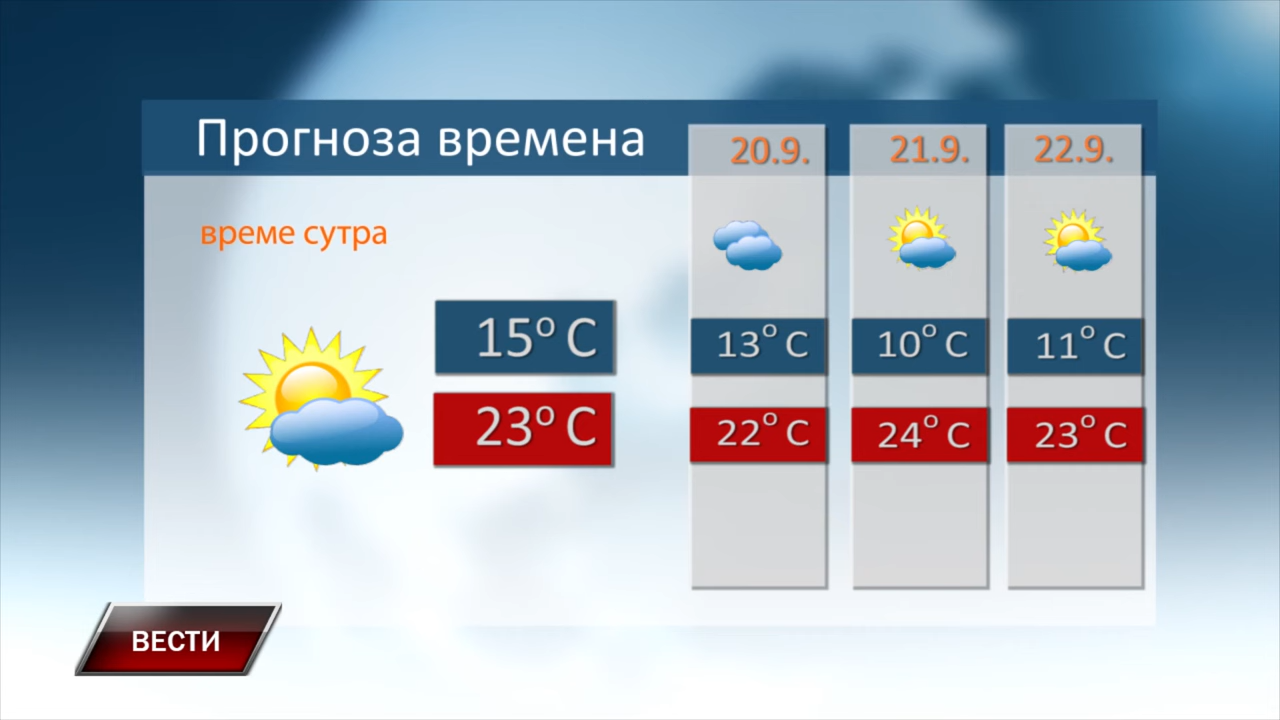 Прогноза времена
време сутра
15° C
23° C
20.9.
13° C
22° C
21.9.
10° C
24° C
22.9.
11° C
23° C
ВЕСТИ